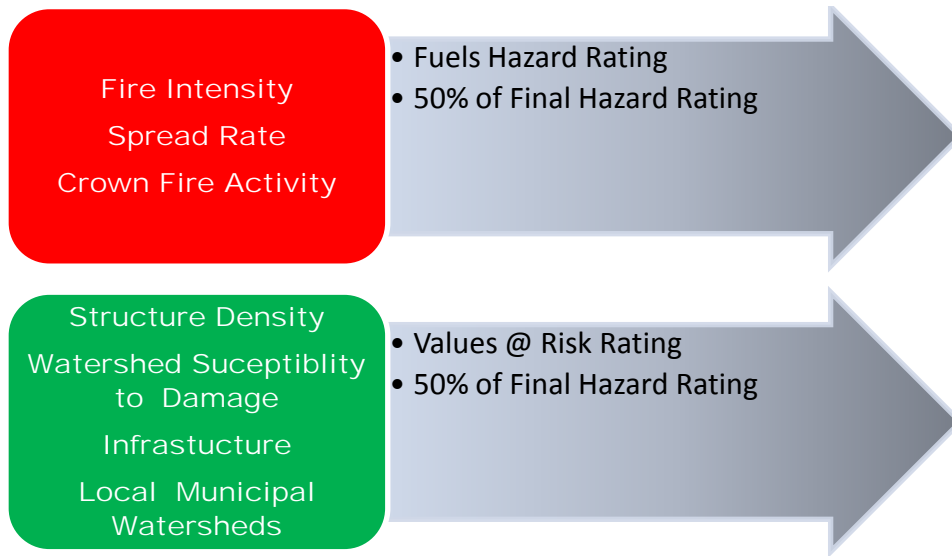 Fire Intensity
Spread Rate
Crown Fire Activity
• Fuels Hazard Rating
• 50% of Final Hazard Rating
Structure Density
Watershed Suceptiblity
to Damage
Infrastucture
Local Municipal
Watersheds
• Values @ Risk Rating
• 50% of Final Hazard Rating